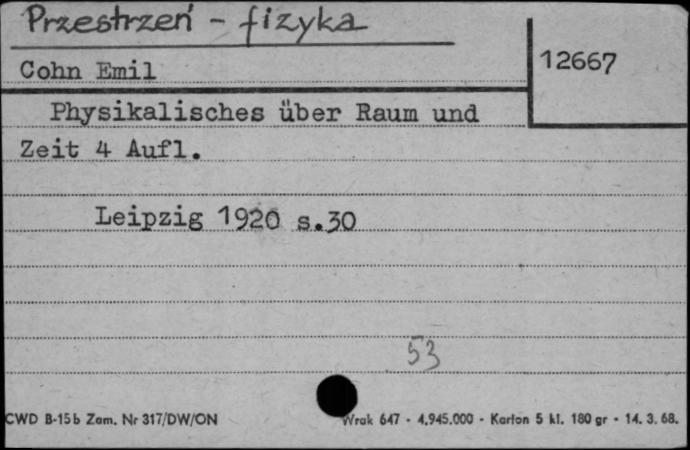 Przestrzeń - fizyka
Cohn Emil
12667
Physikalisches über Raum und
Zeit 4 Aufl.
Leipzig 1920 s.30
53
CWD B-15b Zam. Nr 317/DW/ON
Wrak 647 - 4.945.000 - Karton 5 kl. 180 gr - 14. 3. 68.